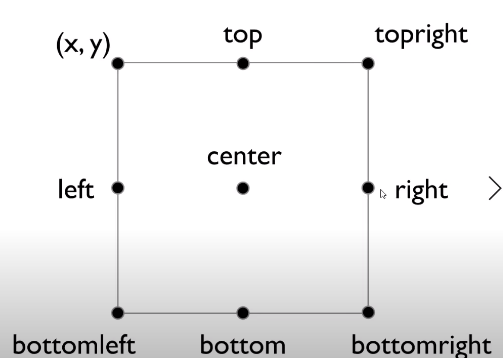 (x, y)
top
topright
center
left
right
bottomleft
bottom
bottomright